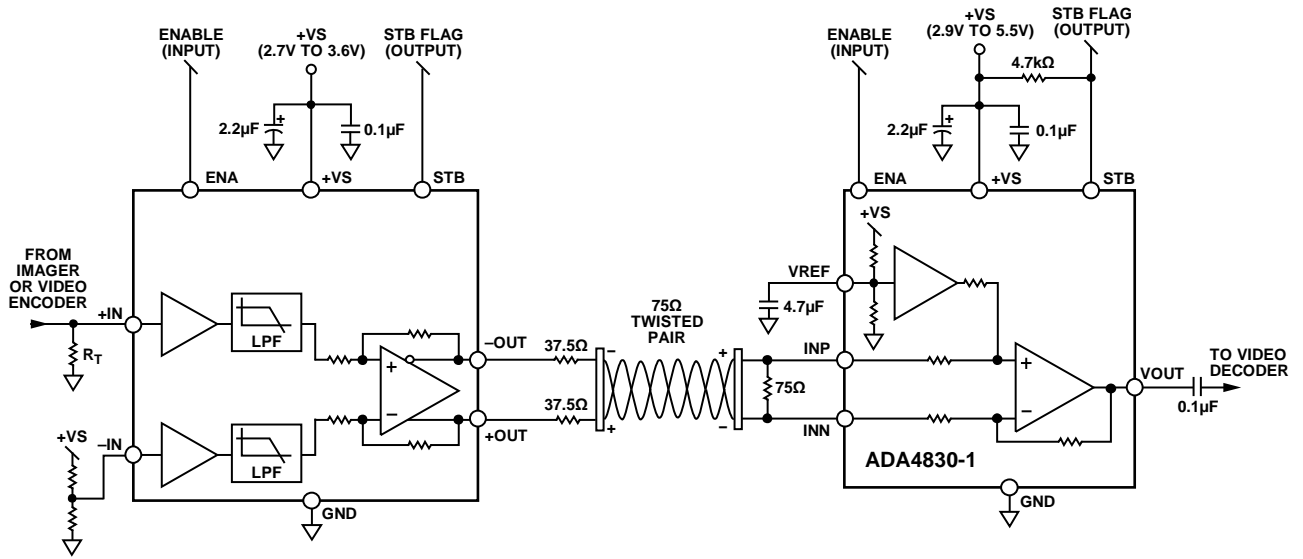 ENABLE
(INPUT)
+VS
(2.7V TO 3.6V)
STB FLAG
(OUTPUT)
2.2µF
+
0.1µF
ENA
+VS
STB
FROM
IMAGER
OR VIDEO
ENCODER
+IN
RT
LPF
+
−
−OUT
+OUT
+VS
−IN
LPF
GND
37.5Ω
37.5Ω
−
+
75Ω
TWISTED
PAIR
+
−
75Ω
ENABLE
(INPUT)
+VS
(2.9V TO 5.5V)
STB FLAG
(OUTPUT)
4.7kΩ
2.2µF
+
0.1µF
ENA
+VS
STB
+VS
VREF
4.7µF
INP
INN
+
−
VOUT
TO VIDEO
DECODER
0.1µF
ADA4830-1
GND